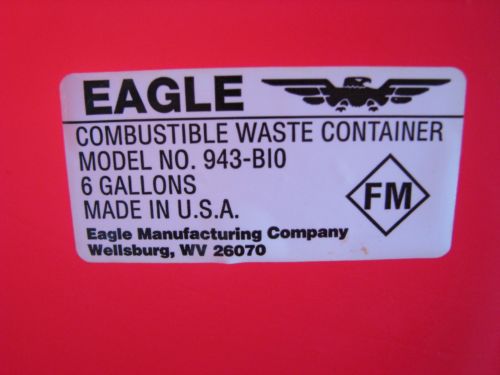 EAGLE
COMBUSTIBLE WASTE CONTAINER
MODEL NO. 943-BIO
6 GALLONS
MADE IN U.S.A.
FM
Eagle Manufacturing Company
Wellsburg, WV 26070